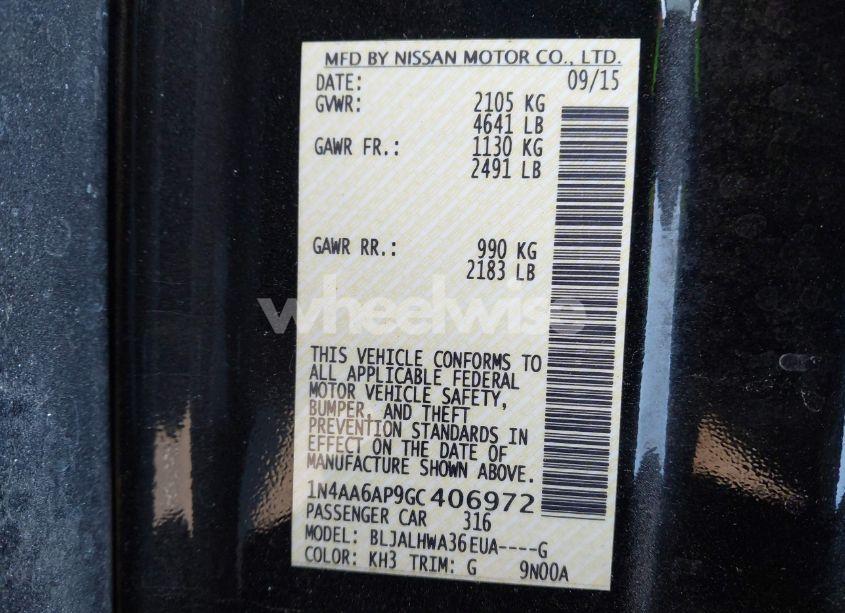 MFD BY NISSAN MOTOR CO., LTD.
DATE: 09/15
GVWR: 2105 KG
4641 LB
GAWR FR.: 1130 KG
2491 LB
GAWR RR.: 990 KG
2183 LB
wheelwise
THIS VEHICLE CONFORMS TO
ALL APPLICABLE FEDERAL
MOTOR VEHICLE SAFETY,
BUMPER, AND THEFT
PREVENTION STANDARDS IN
EFFECT ON THE DATE OF
MANUFACTURE SHOWN ABOVE.
1N4AA6AP9GC406972
PASSENGER CAR 316
MODEL: BLJALHWA36EUA----G
COLOR: KH3 TRIM: G 9N00A